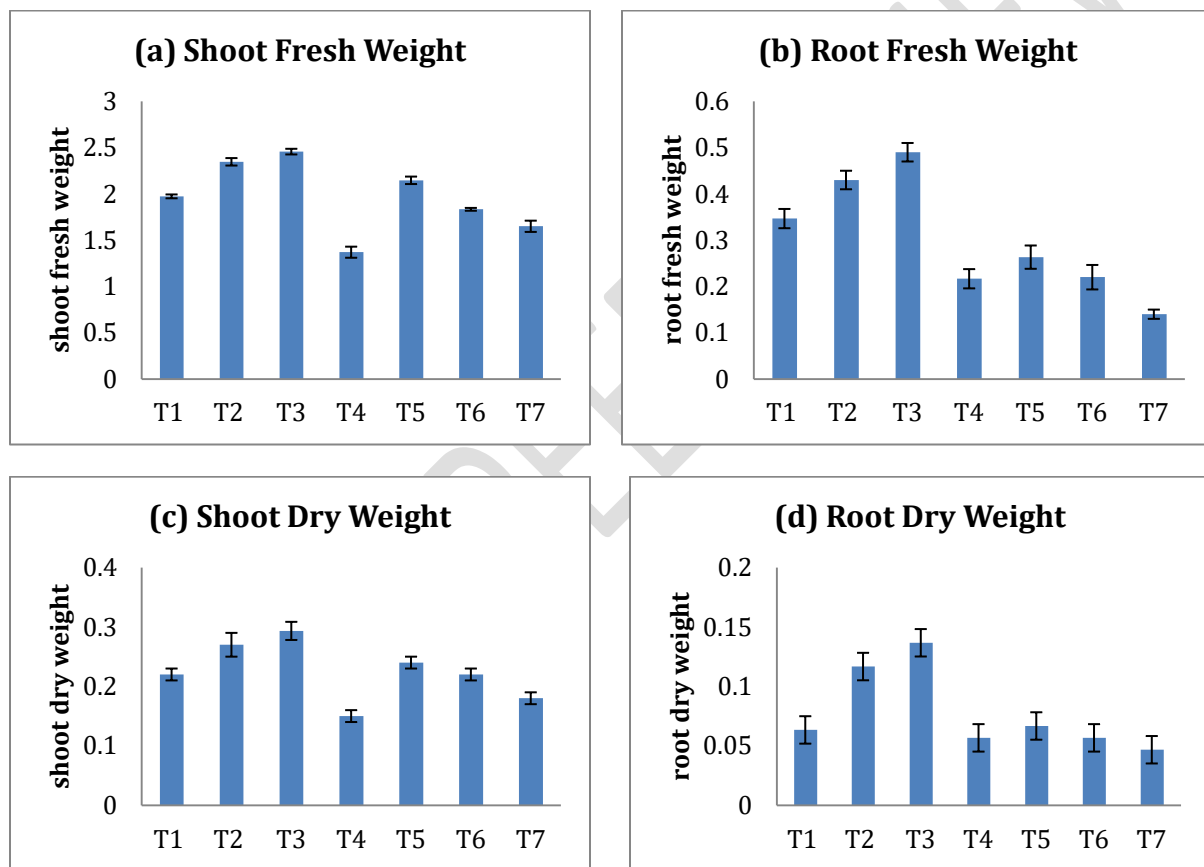 (a) Shoot Fresh Weight
shoot fresh weight
3
2.5
2
1.5
1
0.5
0
T1 T2 T3 T4 T5 T6 T7
(b) Root Fresh Weight
root fresh weight
0.6
0.5
0.4
0.3
0.2
0.1
0
T1 T2 T3 T4 T5 T6 T7
(c) Shoot Dry Weight
shoot dry weight
0.4
0.3
0.2
0.1
0
T1 T2 T3 T4 T5 T6 T7
(d) Root Dry Weight
root dry weight
0.2
0.15
0.1
0.05
0
T1 T2 T3 T4 T5 T6 T7